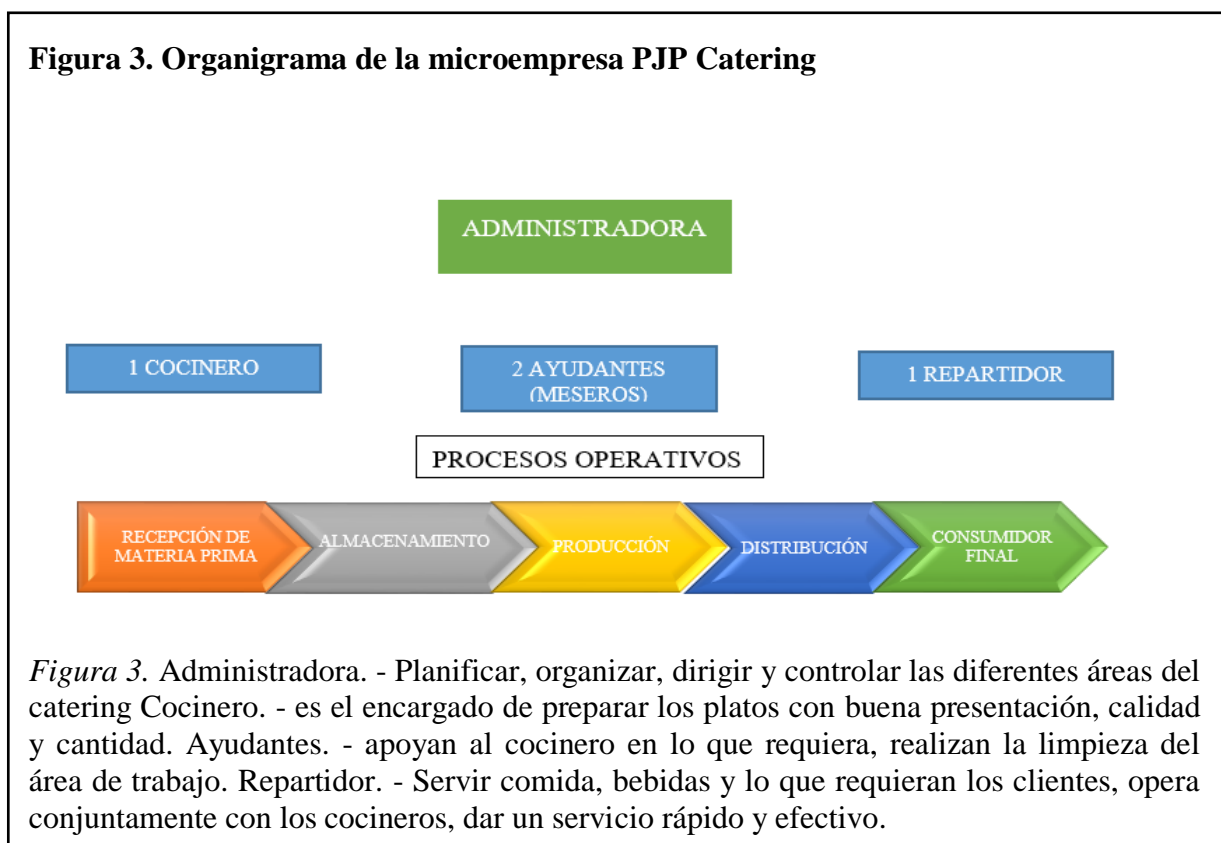 Figura 3. Organigrama de la microempresa PJP Catering
ADMINISTRADORA
1 COCINERO
2 AYUDANTES
(MESEROS)
1 REPARTIDOR
PROCESOS OPERATIVOS
RECEPCIÓN DE
MATERIA PRIMA
ALMACENAMIENTO
PRODUCCIÓN
DISTRIBUCIÓN
CONSUMIDOR
FINAL
Figura 3. Administradora. - Planificar, organizar, dirigir y controlar las diferentes áreas del
catering Cocinero. - es el encargado de preparar los platos con buena presentación, calidad
y cantidad. Ayudantes. - apoyan al cocinero en lo que requiera, realizan la limpieza del
área de trabajo. Repartidor. - Servir comida, bebidas y lo que requieran los clientes, opera
conjuntamente con los cocineros, dar un servicio rápido y efectivo.